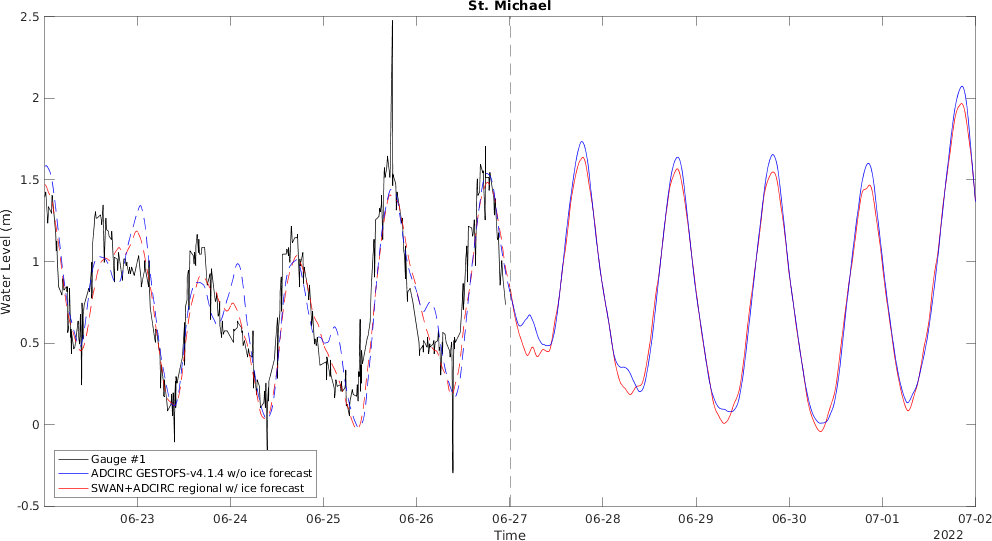 St. Michael
2.5
2
1.5
1
0.5
0
-0.5
Water Level (m)
Gauge #1
ADCIRC GESTOFS-v4.1.4 w/o ice forecast
SWAN+ADCIRC regional w/ ice forecast
06-23 06-24 06-25 06-26 06-27 06-28 06-29 06-30 07-01 07-02
Time
2022